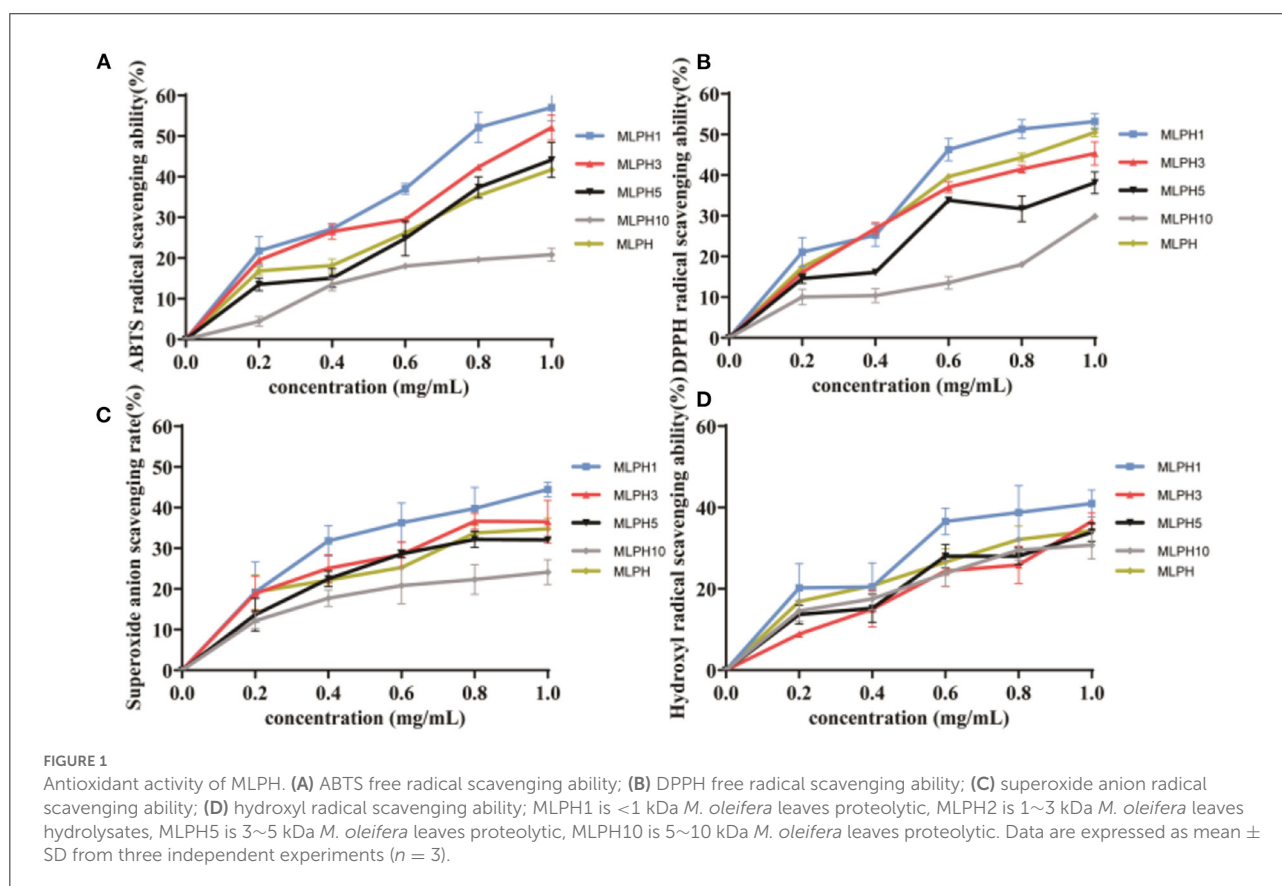 A
ABTS radical scavenging ability(%)
60
50
40
30
20
10
0
0.0 0.2 0.4 0.6 0.8 1.0
concentration (mg/mL)
MLPH1
MLPH3
MLPH5
MLPH10
MLPH
B
DPPH radical scavenging ability(%)
60
50
40
30
20
10
0
0.0 0.2 0.4 0.6 0.8 1.0
concentration (mg/mL)
MLPH1
MLPH3
MLPH5
MLPH10
MLPH
C
Superoxide anion scavenging rate(%)
60
50
40
30
20
10
0
0.0 0.2 0.4 0.6 0.8 1.0
concentration (mg/mL)
MLPH1
MLPH3
MLPH5
MLPH10
MLPH
D
Hydroxyl radical scavenging ability(%)
60
50
40
30
20
10
0
0.0 0.2 0.4 0.6 0.8 1.0
concentration (mg/mL)
MLPH1
MLPH3
MLPH5
MLPH10
MLPH
FIGURE 1
Antioxidant activity of MLPH. (A) ABTS free radical scavenging ability; (B) DPPH free radical scavenging ability; (C) superoxide anion radical
scavenging ability; (D) hydroxyl radical scavenging ability; MLPH1 is <1 kDa M. oleifera leaves proteolytic, MLPH2 is 1~3 kDa M. oleifera leaves
hydrolysates, MLPH5 is 3~5 kDa M. oleifera leaves proteolytic, MLPH10 is 5~10 kDa M. oleifera leaves proteolytic. Data are expressed as mean ±
SD from three independent experiments (n = 3).